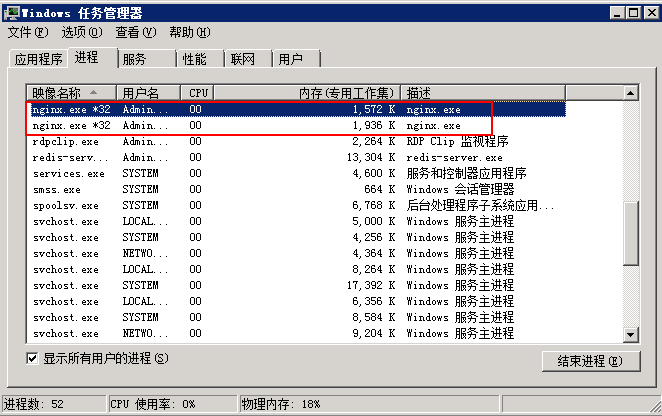 Windows 任务管理器
文件(F) 选项(O) 查看(V) 帮助(H)
应用程序 进程 服务 性能 联网 用户
映像名称 用户名 CPU 内存(专用工作集) 描述
nginx.exe *32 Admin... 00 1,572 K nginx.exe
nginx.exe *32 Admin... 00 1,936 K nginx.exe
rdpclip.exe Admin... 00 2,264 K RDP Clip 监视程序
redis-serv... Admin... 00 13,304 K redis-server.exe
services.exe SYSTEM 00 4,600 K 服务和控制器应用程序
smss.exe SYSTEM 00 664 K Windows 会话管理器
spoolsv.exe SYSTEM 00 6,768 K 后台处理程序子系统应用...
svchost.exe LOCAL... 00 5,000 K Windows 服务主进程
svchost.exe SYSTEM 00 4,256 K Windows 服务主进程
svchost.exe NETWO... 00 4,364 K Windows 服务主进程
svchost.exe LOCAL... 00 8,264 K Windows 服务主进程
svchost.exe SYSTEM 00 17,392 K Windows 服务主进程
svchost.exe LOCAL... 00 6,356 K Windows 服务主进程
svchost.exe SYSTEM 00 8,584 K Windows 服务主进程
svchost.exe NETWO... 00 9,204 K Windows 服务主进程
显示所有用户的进程(S) 结束进程(E)
进程数: 52 CPU 使用率: 0% 物理内存: 18%